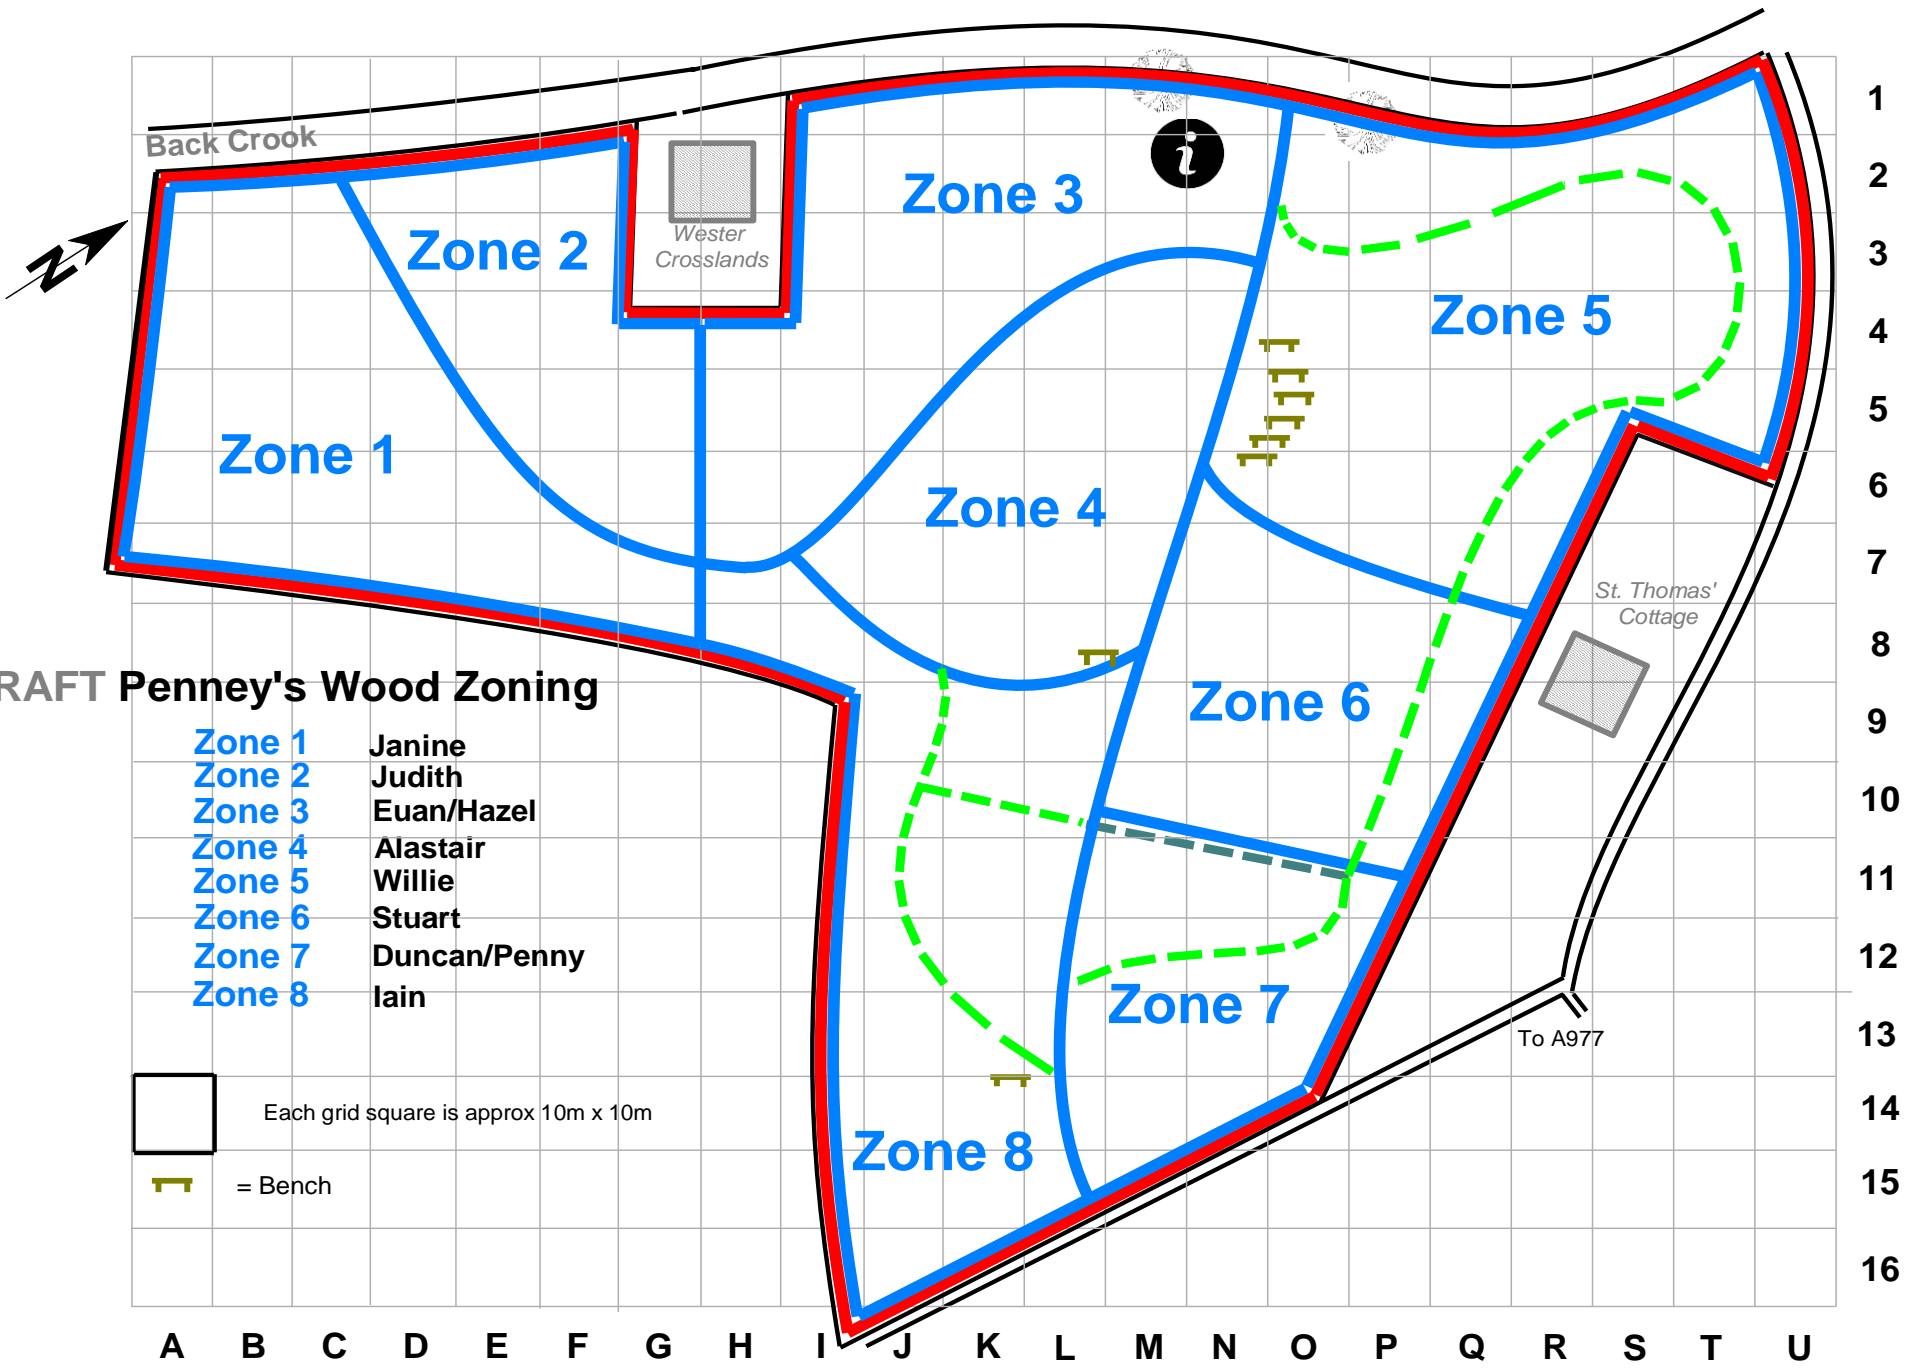 Back Crook
N
i
Zone 3
Zone 2
Wester
Crosslands
Zone 5
Zone 1
Zone 4
St. Thomas'
Cottage
Zone 6
RAFT Penney's Wood Zoning
Zone 1 Janine
Zone 2 Judith
Zone 3 Euan/Hazel
Zone 4 Alastair
Zone 5 Willie
Zone 6 Stuart
Zone 7 Duncan/Penny
Zone 8 Iain
Zone 7
To A977
Each grid square is approx 10m x 10m
Zone 8
= Bench
1
2
3
4
5
6
7
8
9
10
11
12
13
14
15
16
A B C D E F G H I J K L M N O P Q R S T U